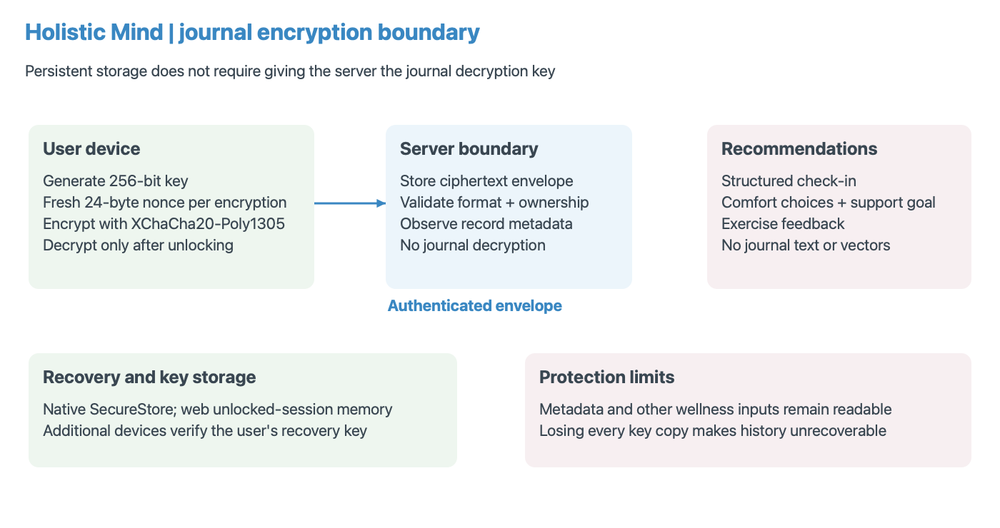 Holistic Mind | journal encryption boundary
Persistent storage does not require giving the server the journal decryption key
User device
Generate 256-bit key
Fresh 24-byte nonce per encryption
Encrypt with XChaCha20-Poly1305
Decrypt only after unlocking
Server boundary
Store ciphertext envelope
Validate format + ownership
Observe record metadata
No journal decryption
Authenticated envelope
Recommendations
Structured check-in
Comfort choices + support goal
Exercise feedback
No journal text or vectors
Recovery and key storage
Native SecureStore; web unlocked-session memory
Additional devices verify the user's recovery key
Protection limits
Metadata and other wellness inputs remain readable
Losing every key copy makes history unrecoverable